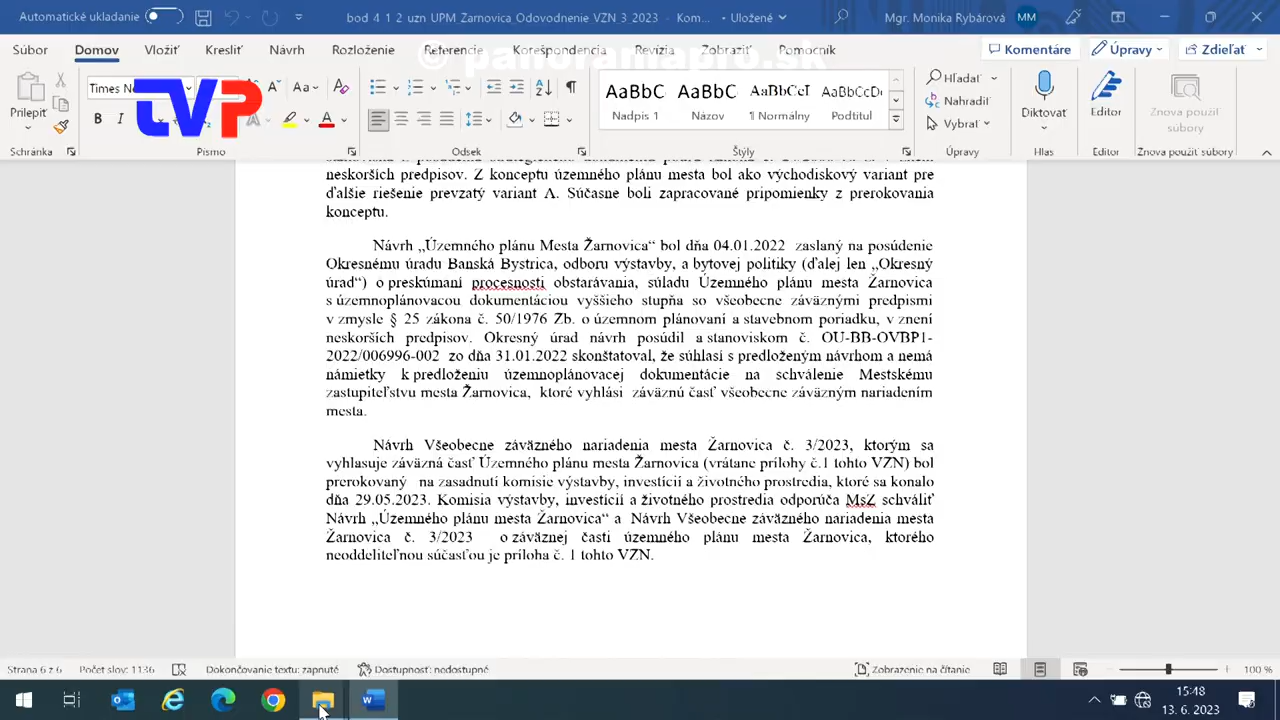 Automatické ukladanie
bod 4 1 2 uzn UPM Zarnovica Odovodnenie VZN 3 2023 - Kom... • Uložené
Mgr. Monika Rybárová MM
Súbor Domov Vložiť Kresliť Návrh Rozloženie Referencie Korešpondencia Revízia Zobraziť Pomocník Komentáre Úpravy Zdieľať
© panoramapro.sk
Times Ne
TVP
B I
Aa
Prilepiť
AaBbC AaBbC AaBbCcI AaBbCcDı
Nadpis 1 Názov ¶ Normálny Podtitul
Hľadať
Nahradiť
Vybrať
Diktovať
Editor
Znova použiť súbory
Schránka Písmo Odsek Štýly Úpravy Hlas Editor Znova použiť súbory
neskorších predpisov. Z konceptu územného plánu mesta bol ako východiskový variant pre
ďalšie riešenie prevzatý variant A. Súčasne boli zapracované pripomienky z prerokovania
konceptu.
Návrh „Územného plánu Mesta Žarnovica“ bol dňa 04.01.2022 zaslaný na posúdenie
Okresnému úradu Banská Bystrica, odboru výstavby, a bytovej politiky (ďalej len „Okresný
úrad“) o preskúmaní procesnosti obstarávania, súladu Územného plánu mesta Žarnovica
s územnoplánovacou dokumentáciou vyššieho stupňa so všeobecne záväznými predpismi
v zmysle § 25 zákona č. 50/1976 Zb. o územnom plánovaní a stavebnom poriadku, v znení
neskorších predpisov. Okresný úrad návrh posúdil a stanoviskom č. OU-BB-OVBP1-
2022/006996-002 zo dňa 31.01.2022 skonštatoval, že súhlasí s predloženým návrhom a nemá
námietky k predloženiu územnoplánovacej dokumentácie na schválenie Mestskému
zastupiteľstvu mesta Žarnovica, ktoré vyhlási záväznú časť všeobecne záväzným nariadením
mesta.
Návrh Všeobecne záväzného nariadenia mesta Žarnovica č. 3/2023, ktorým sa
vyhlasuje záväzná časť Územného plánu mesta Žarnovica (vrátane prílohy č.1 tohto VZN) bol
prerokovaný na zasadnutí komisie výstavby, investícií a životného prostredia, ktoré sa konalo
dňa 29.05.2023. Komisia výstavby, investícií a životného prostredia odporúča MsZ schváliť
Návrh „Územného plánu mesta Žarnovica“ a Návrh Všeobecne záväzného nariadenia mesta
Žarnovica č. 3/2023 o záväznej časti územného plánu mesta Žarnovica, ktorého
neoddeliteľnou súčasťou je príloha č. 1 tohto VZN.
Strana 6 z 6 Počet slov: 1136 Dokončovanie textu: zapnuté Dostupnosť: nedostupné Zobrazenie na čítanie 100 %
15:48
13. 6. 2023